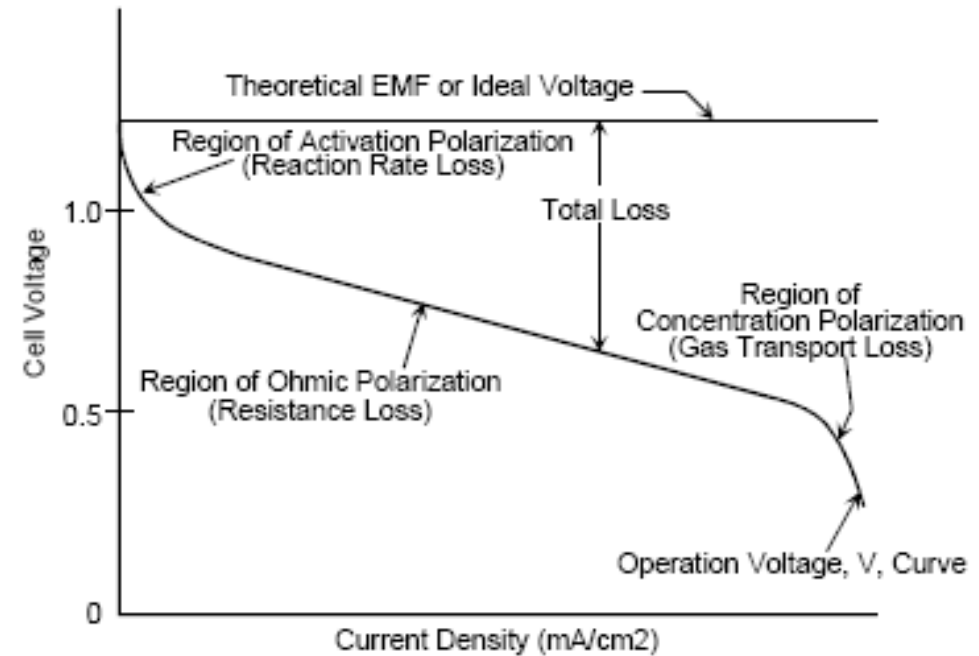 Theoretical EMF or Ideal Voltage
Region of Activation Polarization
(Reaction Rate Loss)
1.0
Total Loss
Cell Voltage
Region of
Concentration Polarization
(Gas Transport Loss)
Region of Ohmic Polarization
(Resistance Loss)
0.5
Operation Voltage, V, Curve
0
Current Density (mA/cm2)